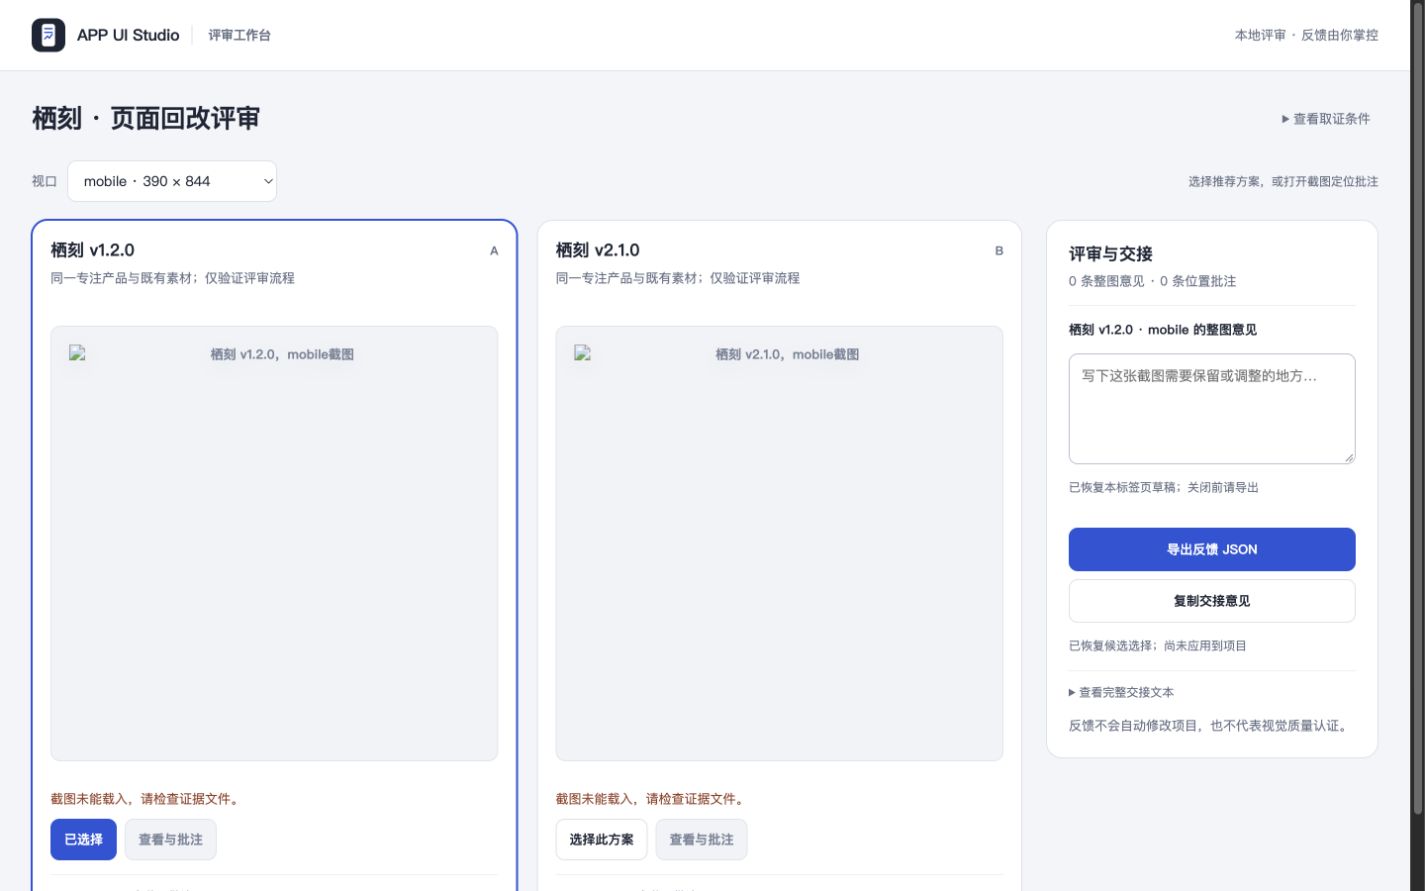 APP UI Studio
评审工作台
本地评审 · 反馈由你掌控
栖刻 · 页面回改评审
查看取证条件
视口
mobile · 390 × 844
选择推荐方案，或打开截图定位批注
栖刻 v1.2.0
A
同一专注产品与既有素材；仅验证评审流程
栖刻 v1.2.0，mobile截图
截图未能载入，请检查证据文件。
已选择
查看与批注
栖刻 v2.1.0
B
同一专注产品与既有素材；仅验证评审流程
栖刻 v2.1.0，mobile截图
截图未能载入，请检查证据文件。
选择此方案
查看与批注
评审与交接
0 条整图意见 · 0 条位置批注
栖刻 v1.2.0 · mobile 的整图意见
写下这张截图需要保留或调整的地方…
已恢复本标签页草稿；关闭前请导出
导出反馈 JSON
复制交接意见
已恢复候选选择；尚未应用到项目
查看完整交接文本
反馈不会自动修改项目，也不代表视觉质量认证。